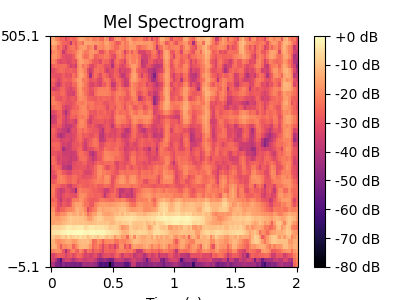 Mel Spectrogram
505.1
−5.1
0
0.5
1
1.5
2
+0 dB
-10 dB
-20 dB
-30 dB
-40 dB
-50 dB
-60 dB
-70 dB
-80 dB